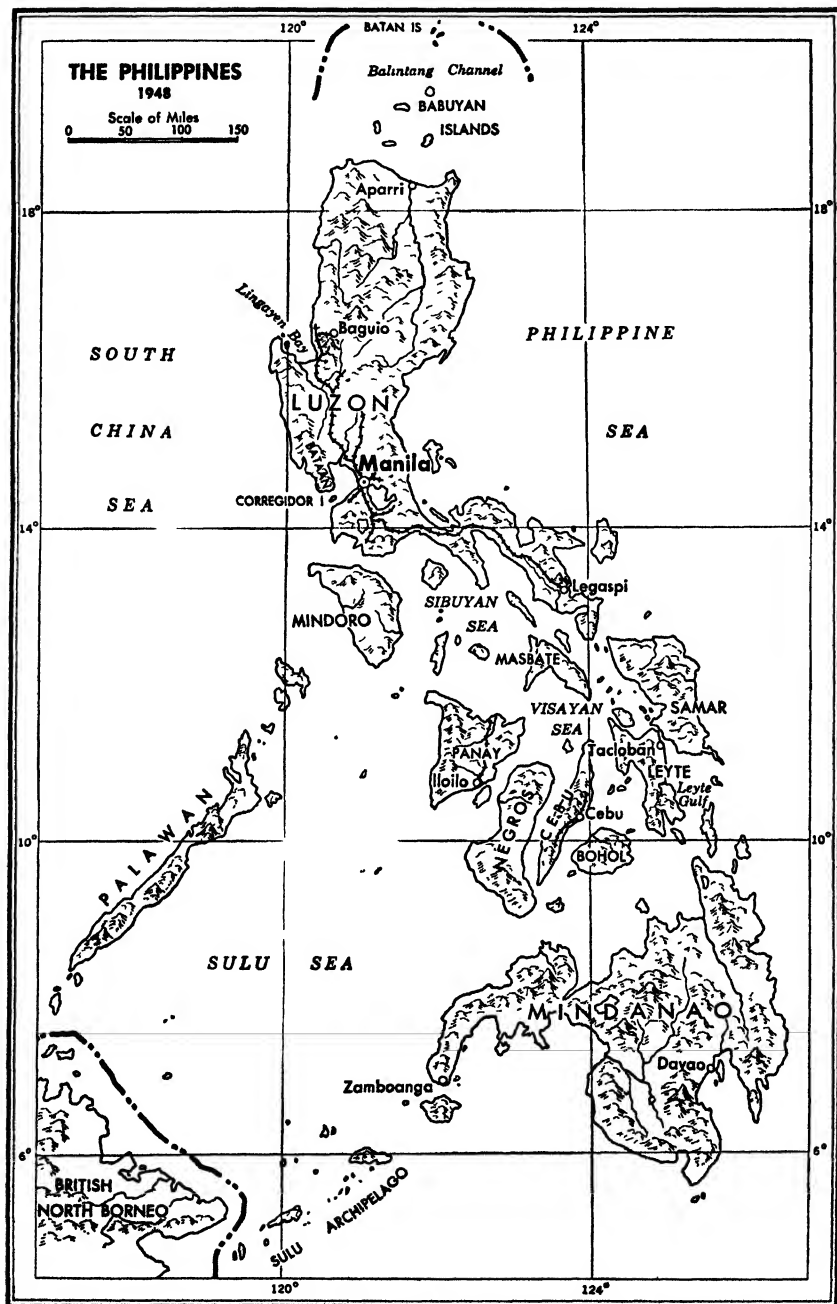 120°
124°
BATAN IS
THE PHILIPPINES
1948
Scale of Miles
0 50 100 150
Balintang Channel
BABUYAN
ISLANDS
Aparri
18°
18°
Lingayen Bay
Baguio
PHILIPPINE
SEA
SOUTH
CHINA
SEA
LUZON
BATAAN
Manila
CORREGIDOR I
14°
14°
Legaspi
SIBUYAN
SEA
MINDORO
MASBATE
VISAYAN
SEA
SAMAR
PANAY
Tacloban
LEYTE
Iloilo
Leyte
Gulf
NEGROS
CEBU
Cebu
PALAWAN
10°
10°
BOHOL
SULU SEA
MINDANAO
Davao
Zamboanga
6°
6°
BRITISH
NORTH BORNEO
SULU ARCHIPELAGO
120°
124°